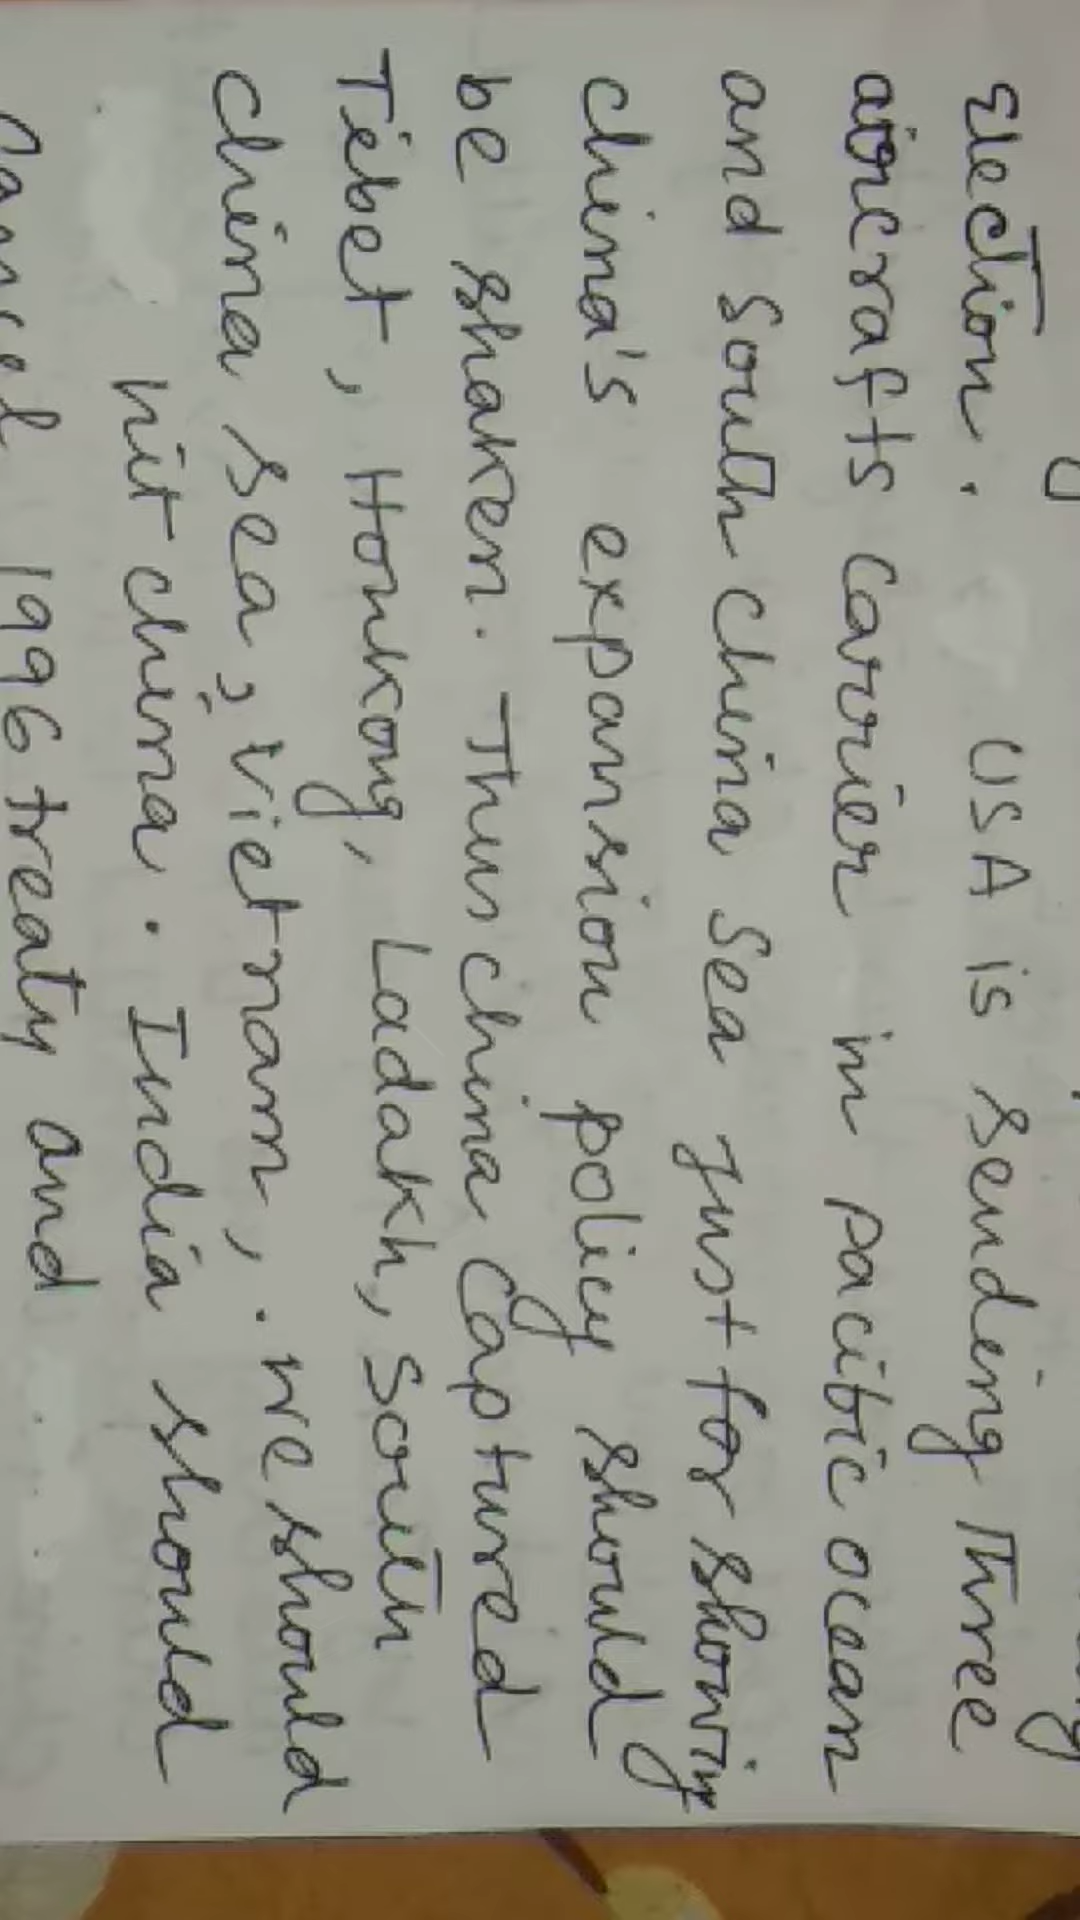 Election. USA is sending three
aircrafts carrier in pacific ocean
and South China Sea just for showing
china's expansion policy should
be shaken. Thus china captured
Tibet, Honkong, Ladakh, South
China sea, vietnam, . we should
hit china . India should
Cancel 1996 treaty and